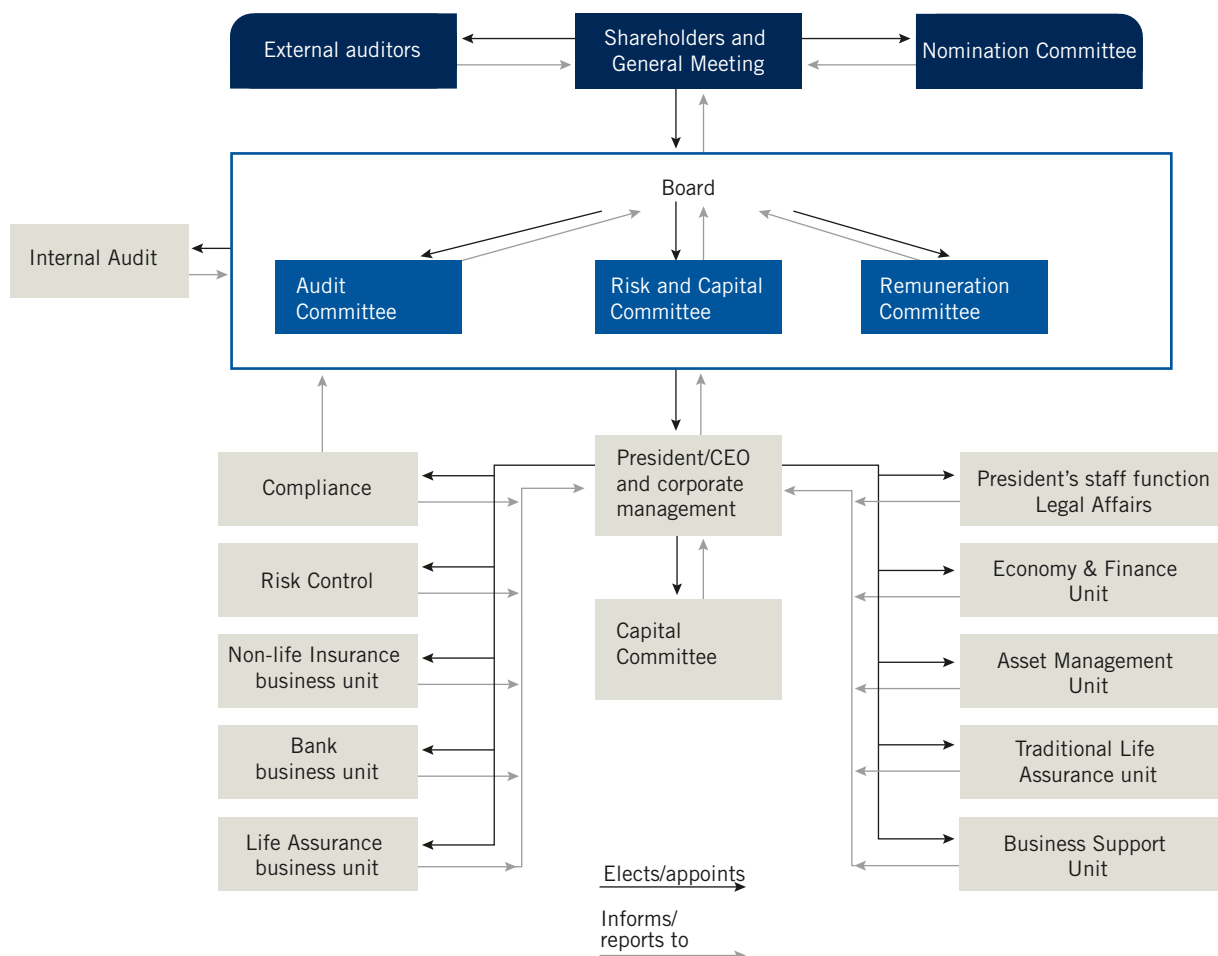 External auditors
Shareholders and
General Meeting
Nomination Committee
Board
Internal Audit
Audit
Committee
Risk and Capital
Committee
Remuneration
Committee
Compliance
President/CEO
and corporate
management
President’s staff function
Legal Affairs
Risk Control
Economy & Finance
Unit
Capital
Committee
Non-life Insurance
business unit
Asset Management
Unit
Bank
business unit
Traditional Life
Assurance unit
Life Assurance
business unit
Business Support
Unit
Elects/appoints
Informs/
reports to